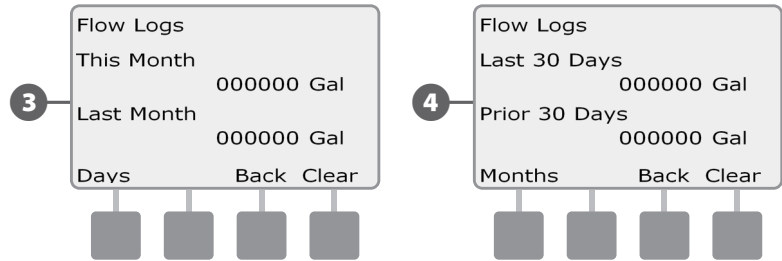 3
Flow Logs
This Month
000000 Gal
Last Month
000000 Gal
Days Back Clear
4
Flow Logs
Last 30 Days
000000 Gal
Prior 30 Days
000000 Gal
Months Back Clear